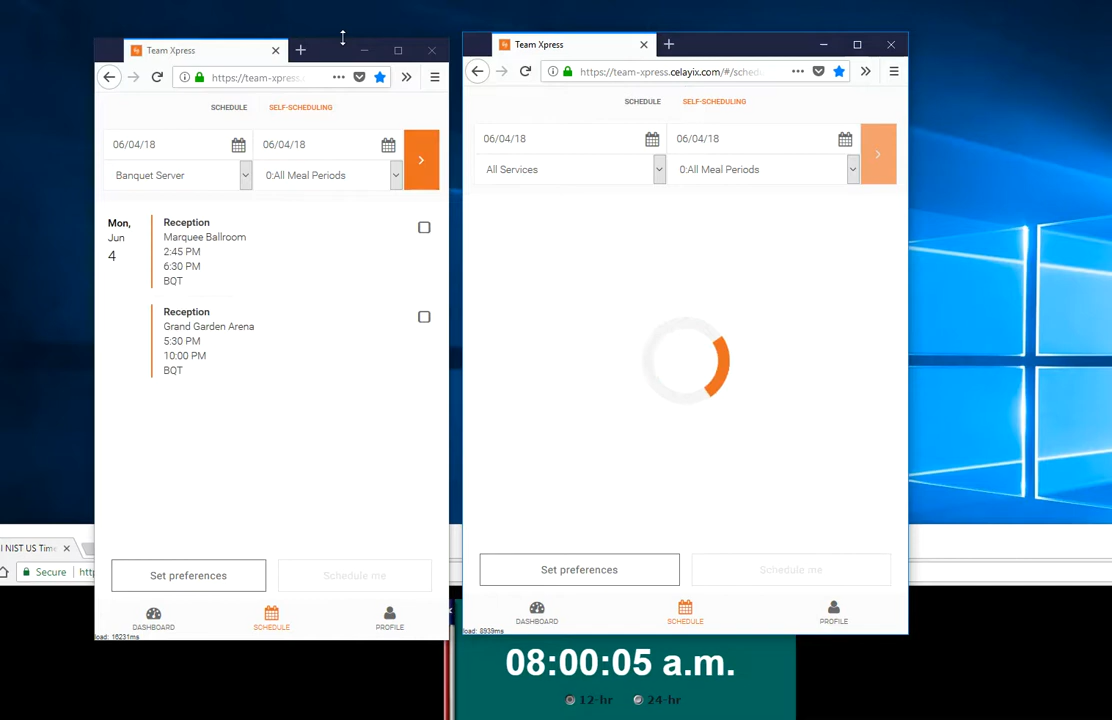 Team Xpress
https://team-xpress.
SCHEDULE SELF-SCHEDULING
06/04/18 06/04/18
Banquet Server 0:All Meal Periods
Mon,
Jun
4
Reception
Marquee Ballroom
2:45 PM
6:30 PM
BQT
Reception
Grand Garden Arena
5:30 PM
10:00 PM
BQT
Set preferences Schedule me
DASHBOARD SCHEDULE PROFILE
load: 16231ms
Team Xpress
https://team-xpress.celayix.com/#/sched
SCHEDULE SELF-SCHEDULING
06/04/18 06/04/18
All Services 0:All Meal Periods
Set preferences Schedule me
DASHBOARD SCHEDULE PROFILE
load: 8939ms
I NIST US Time
Secure htt
08:00:05 a.m.
12-hr 24-hr